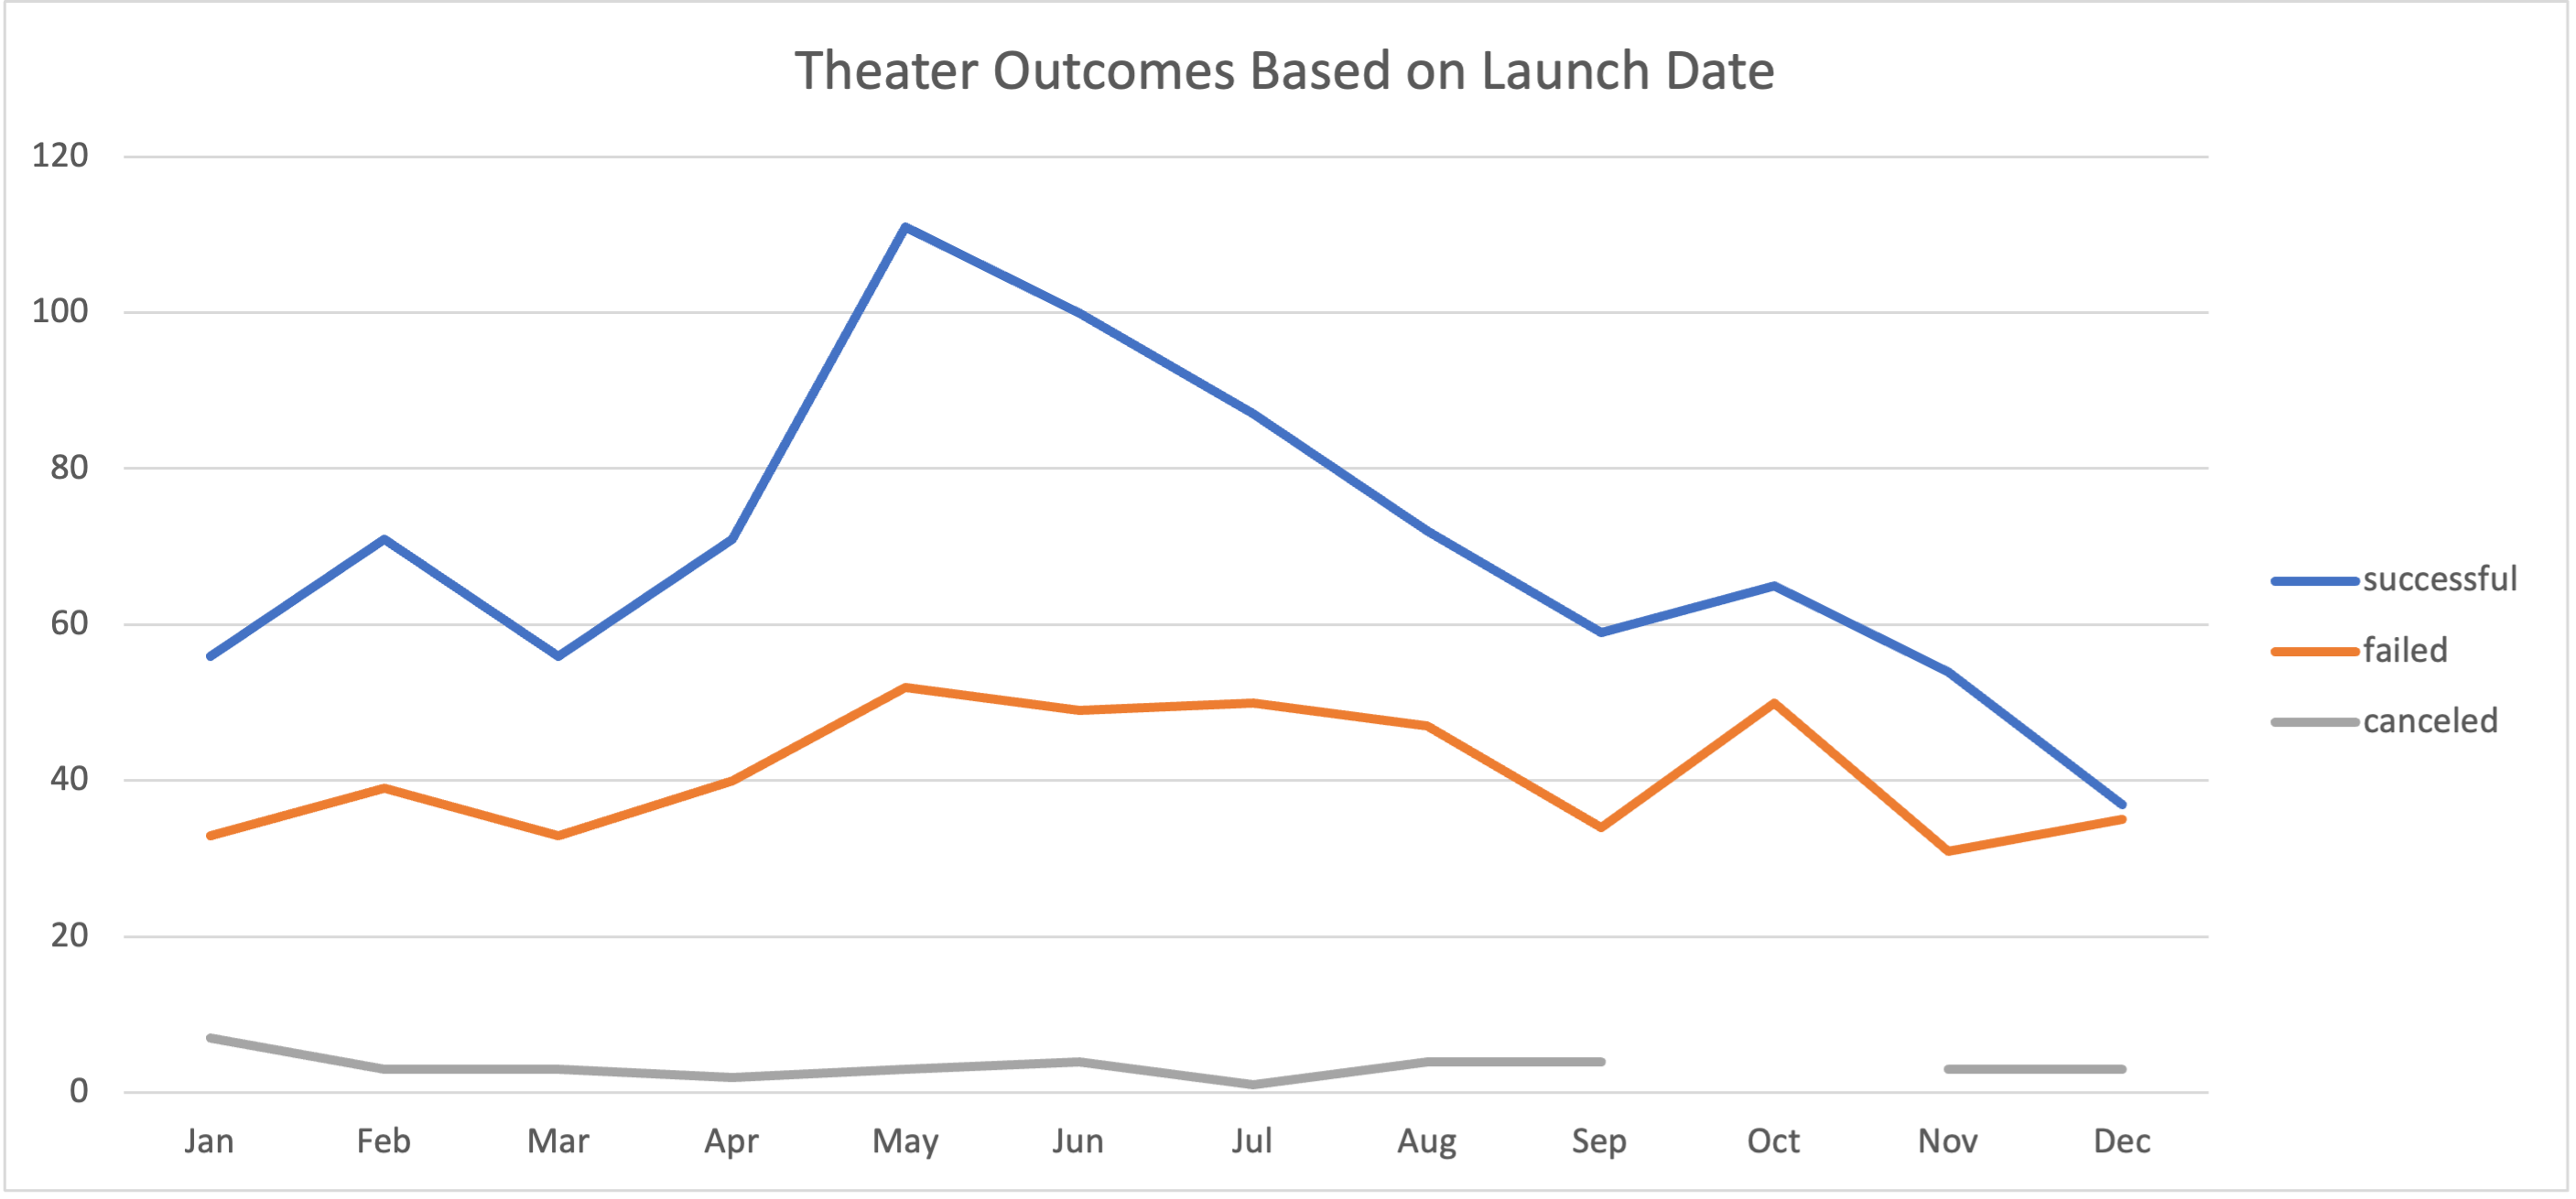 Theater Outcomes Based on Launch Date
120
100
80
60
40
20
0
Jan Feb Mar Apr May Jun Jul Aug Sep Oct Nov Dec
successful
failed
canceled